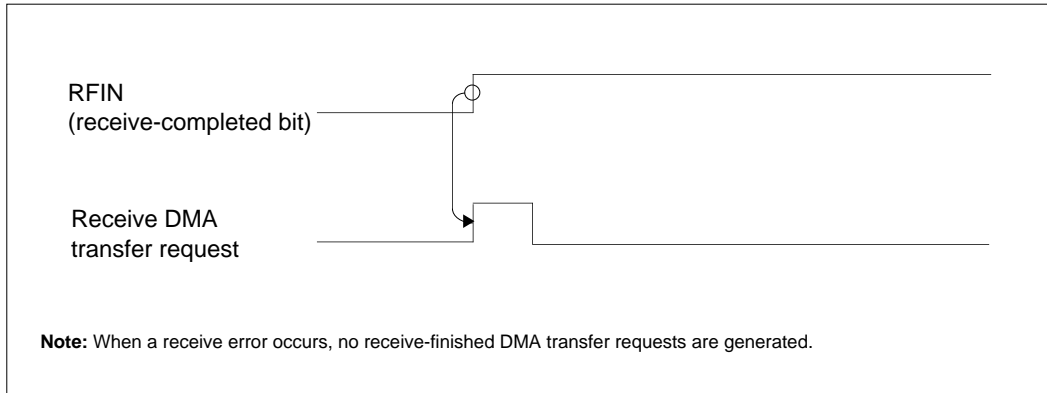 RFIN
(receive-completed bit)
Receive DMA
transfer request
Note: When a receive error occurs, no receive-finished DMA transfer requests are generated.